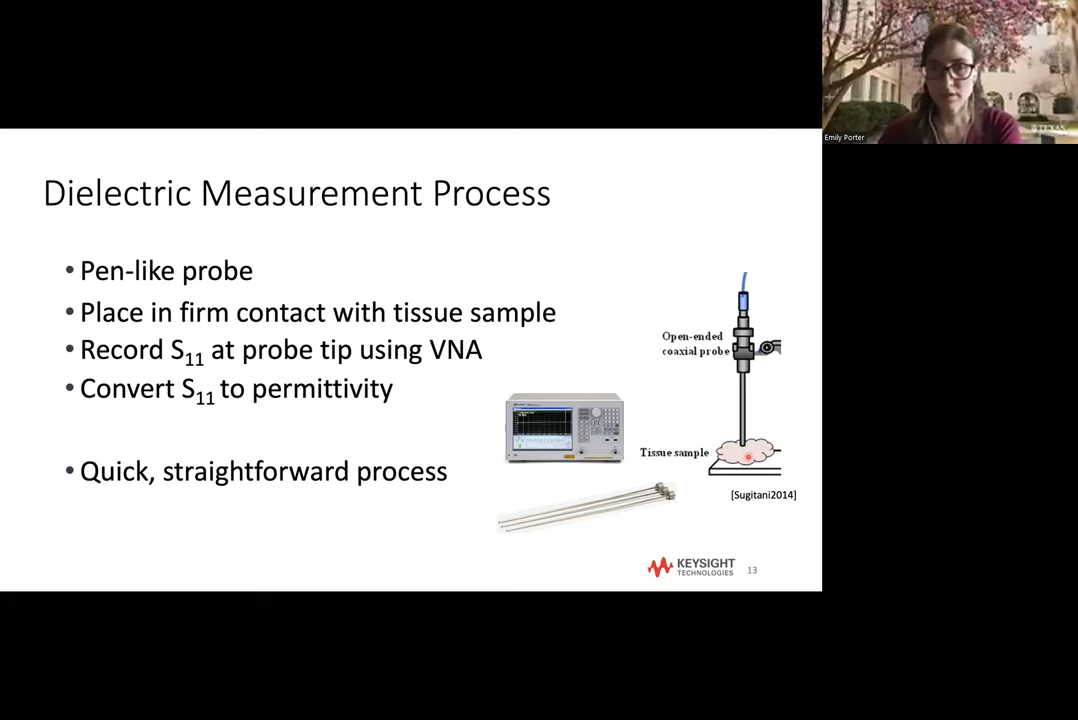 Emily Porter
Dielectric Measurement Process
• Pen-like probe
• Place in firm contact with tissue sample
• Record S11 at probe tip using VNA
• Convert S11 to permittivity
• Quick, straightforward process
Open-ended
coaxial probe
Tissue sample
[Sugitani2014]
KEYSIGHT
TECHNOLOGIES
13